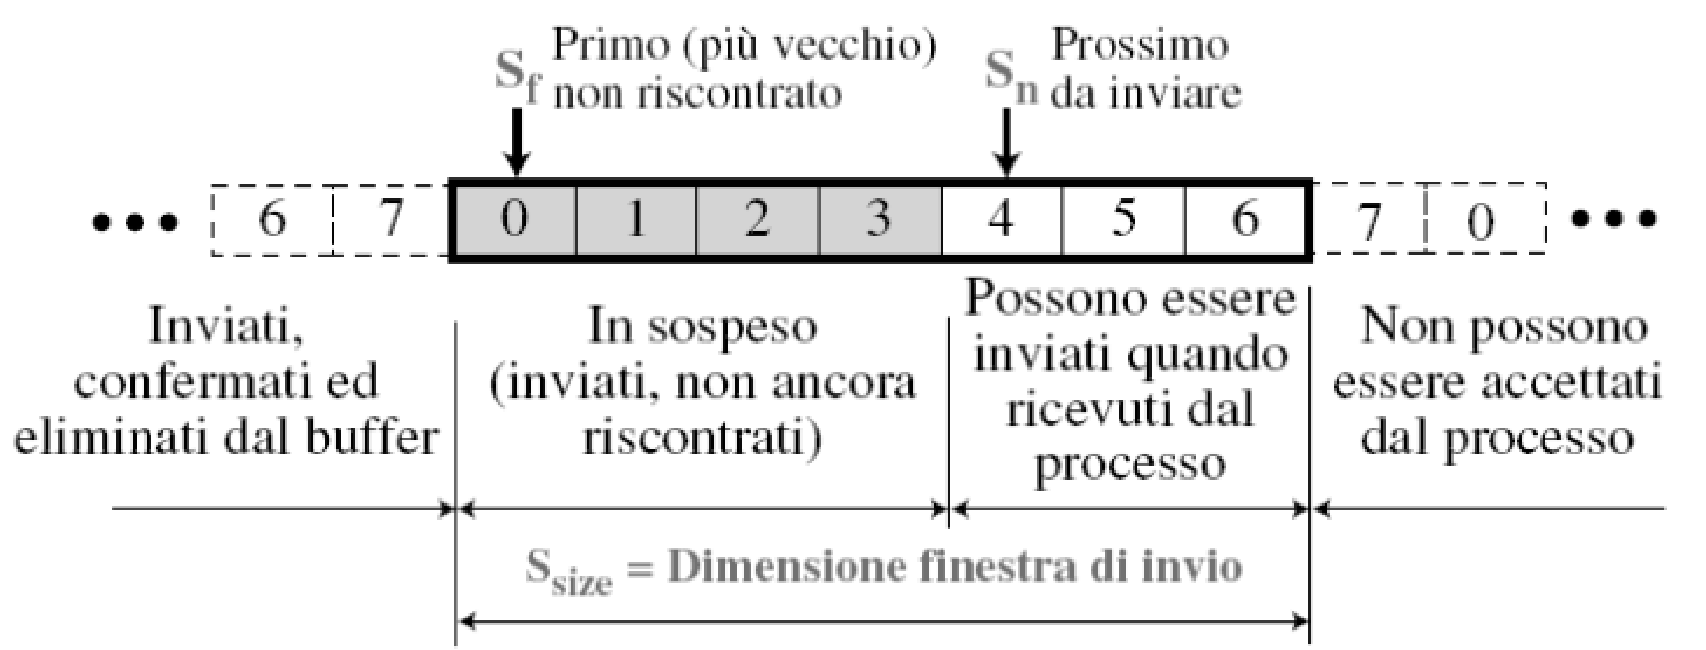 S_f Primo (più vecchio)
non riscontrato
S_n Prossimo
da inviare
••• 6 7 0 1 2 3 4 5 6 7 0 •••
Inviati,
confermati ed
eliminati dal buffer
In sospeso
(inviati, non ancora
riscontrati)
Possono essere
inviati quando
ricevuti dal
processo
Non possono
essere accettati
dal processo
S_size = Dimensione finestra di invio